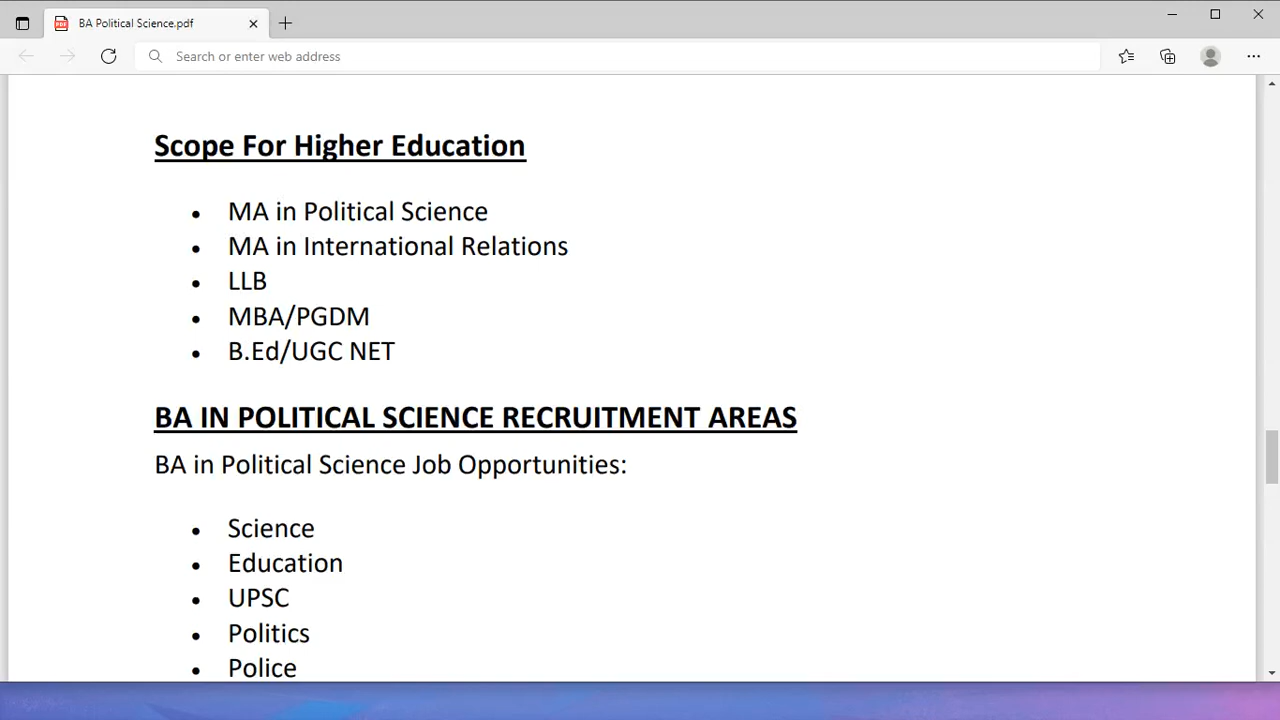 BA Political Science.pdf
Search or enter web address
Scope For Higher Education
• MA in Political Science
• MA in International Relations
• LLB
• MBA/PGDM
• B.Ed/UGC NET
BA IN POLITICAL SCIENCE RECRUITMENT AREAS
BA in Political Science Job Opportunities:
• Science
• Education
• UPSC
• Politics
• Police